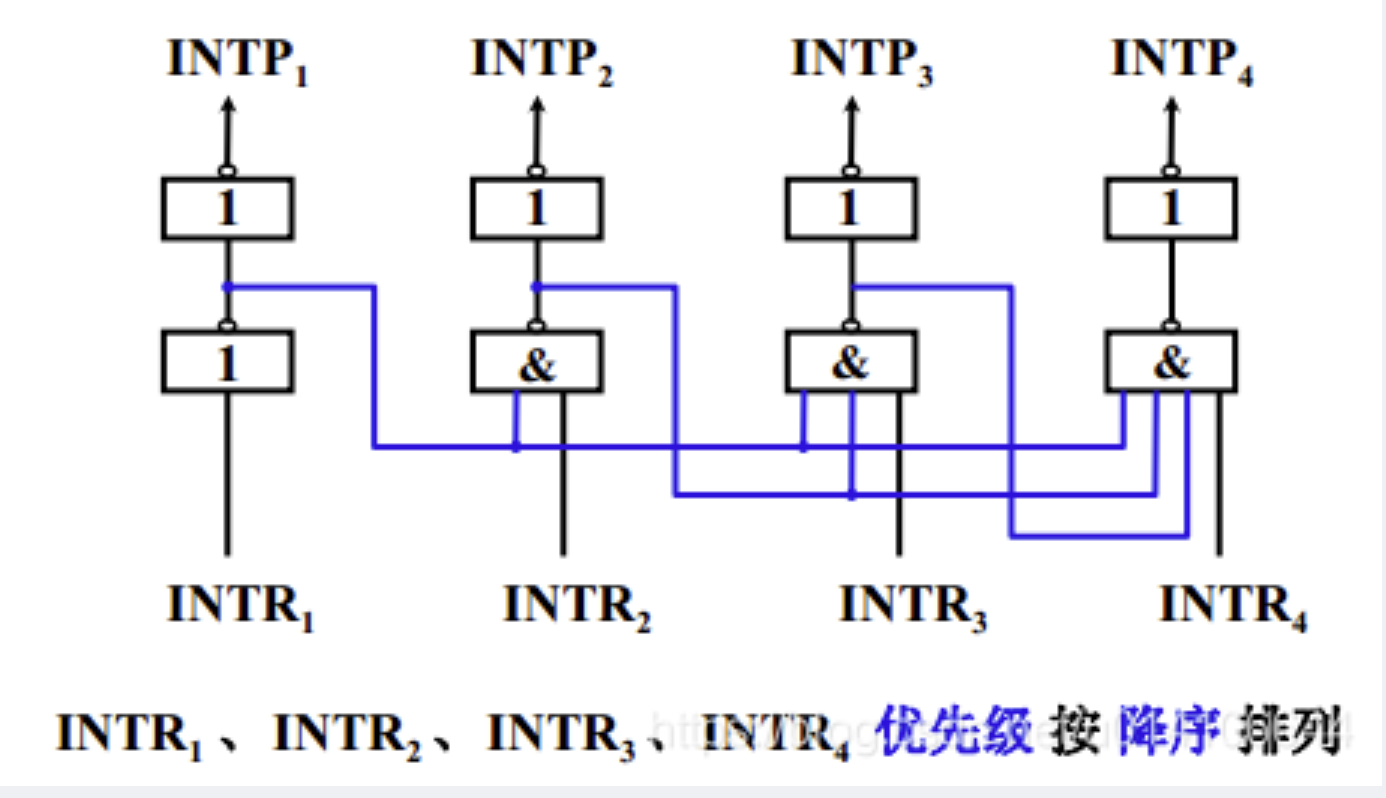 INTP₁ INTP₂ INTP₃ INTP₄
1 1 1 1
1 & & &
INTR₁ INTR₂ INTR₃ INTR₄
INTR₁、INTR₂、INTR₃、INTR₄ 优先级 按 降序 排列